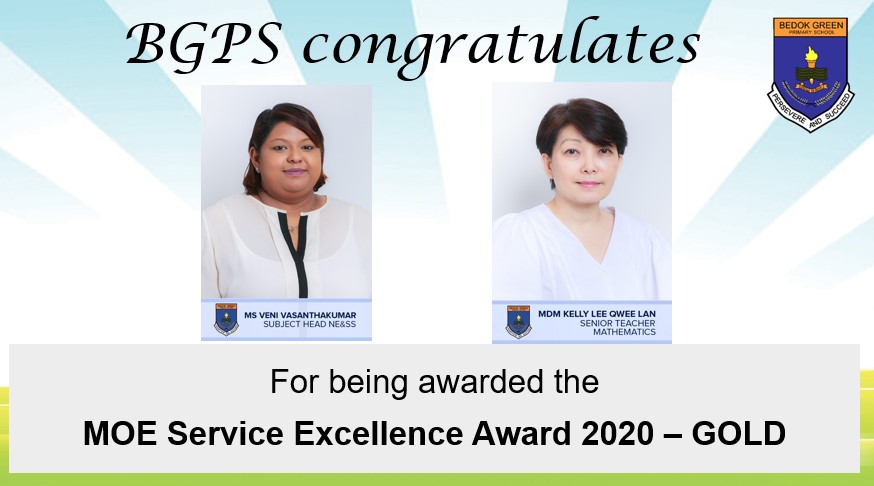 BGPS congratulates
BEDOK GREEN
PRIMARY SCHOOL
PERSEVERE AND SUCCEED
MS VENI VASANTHAKUMAR
SUBJECT HEAD NE&SS
MDM KELLY LEE QWEE LAN
SENIOR TEACHER
MATHEMATICS
For being awarded the
MOE Service Excellence Award 2020 – GOLD